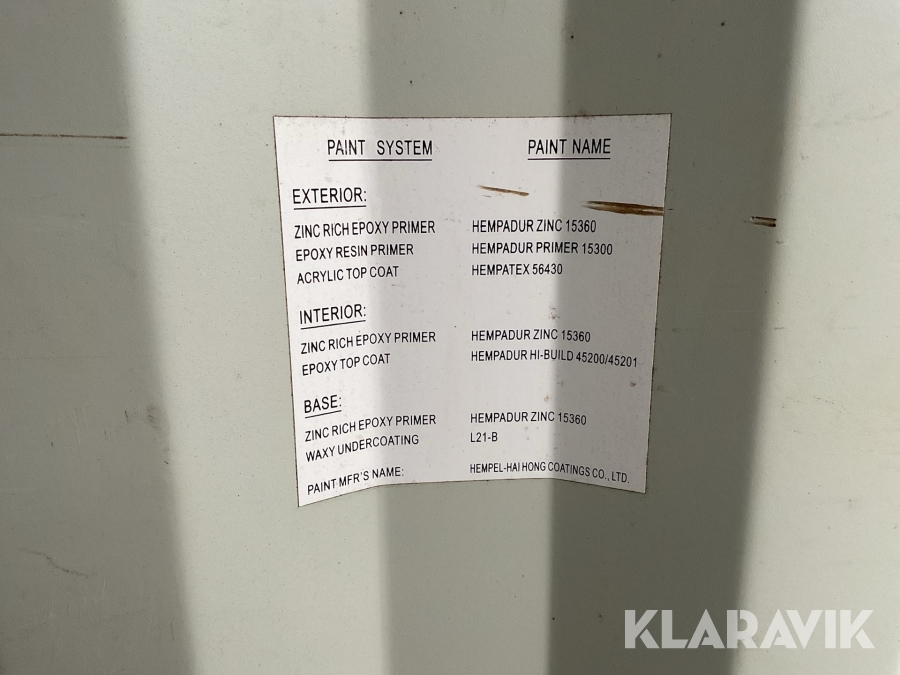 PAINT SYSTEM PAINT NAME
EXTERIOR:
ZINC RICH EPOXY PRIMER HEMPADUR ZINC 15360
EPOXY RESIN PRIMER HEMPADUR PRIMER 15300
ACRYLIC TOP COAT HEMPATEX 56430
INTERIOR:
ZINC RICH EPOXY PRIMER HEMPADUR ZINC 15360
EPOXY TOP COAT HEMPADUR HI-BUILD 45200/45201
BASE:
ZINC RICH EPOXY PRIMER HEMPADUR ZINC 15360
WAXY UNDERCOATING L21-B
PAINT MFR'S NAME: HEMPEL-HAI HONG COATINGS CO., LTD.
KLARAVIK